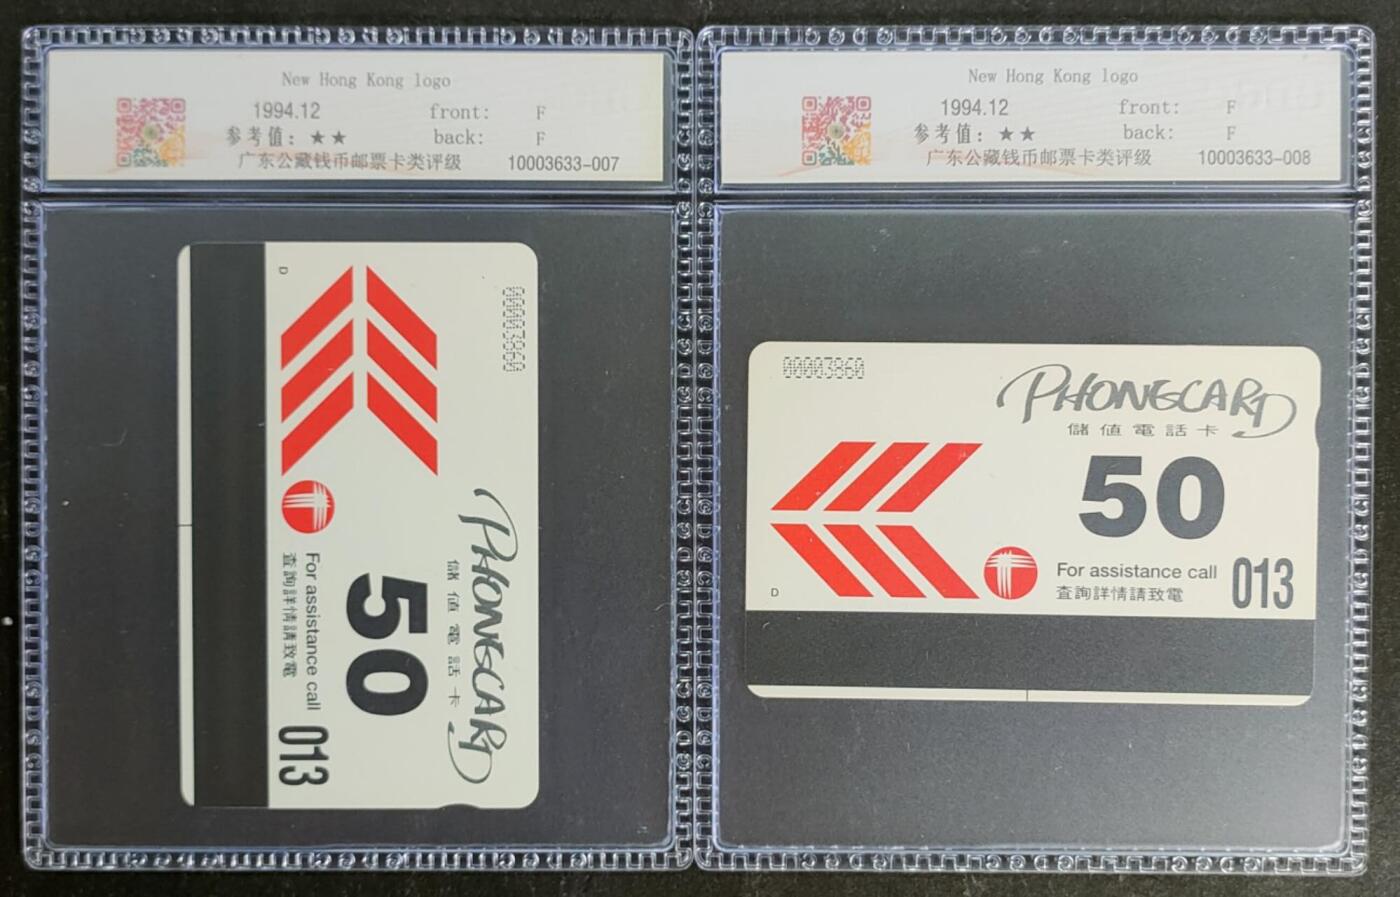 New Hong Kong logo
1994.12 front: F
参考值: ★★ back: F
广东公藏钱币邮票卡类评级 10003633-007
00003860
PHONECARD
儲值電話卡
50
For assistance call
查詢詳情請致電
013
D
New Hong Kong logo
1994.12 front: F
参考值: ★★ back: F
广东公藏钱币邮票卡类评级 10003633-008
00003860
PHONECARD
儲值電話卡
50
For assistance call
查詢詳情請致電
013
D